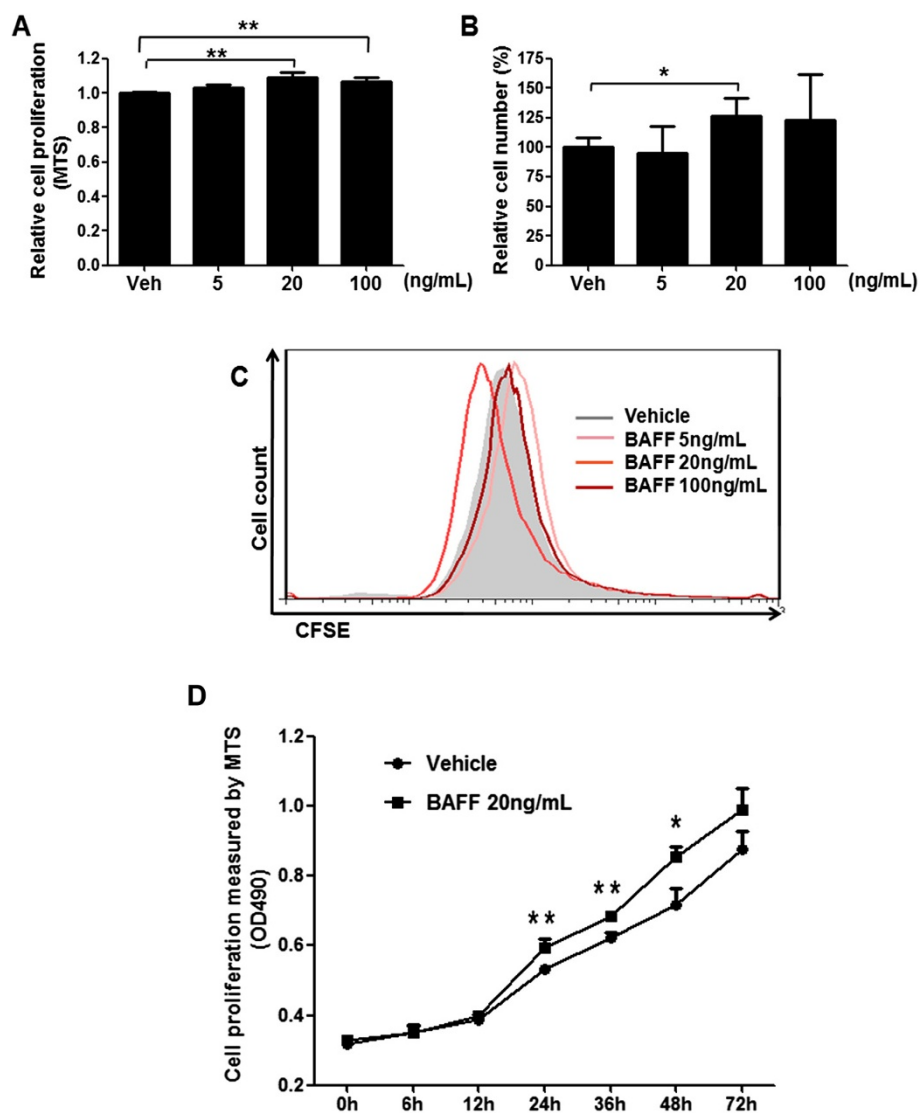 A
Relative cell proliferation
(MTS)
1.2
1.0
0.8
0.6
0.4
0.2
0.0
**
**
Veh 5 20 100 (ng/mL)
B
Relative cell number (%)
175
150
125
100
75
50
25
0
*
Veh 5 20 100 (ng/mL)
C
Cell count
Vehicle
BAFF 5ng/mL
BAFF 20ng/mL
BAFF 100ng/mL
CFSE
D
Cell proliferation measured by MTS
(OD490)
1.2
1.0
0.8
0.6
0.4
0.2
Vehicle
BAFF 20ng/mL
**
**
*
0h 6h 12h 24h 36h 48h 72h